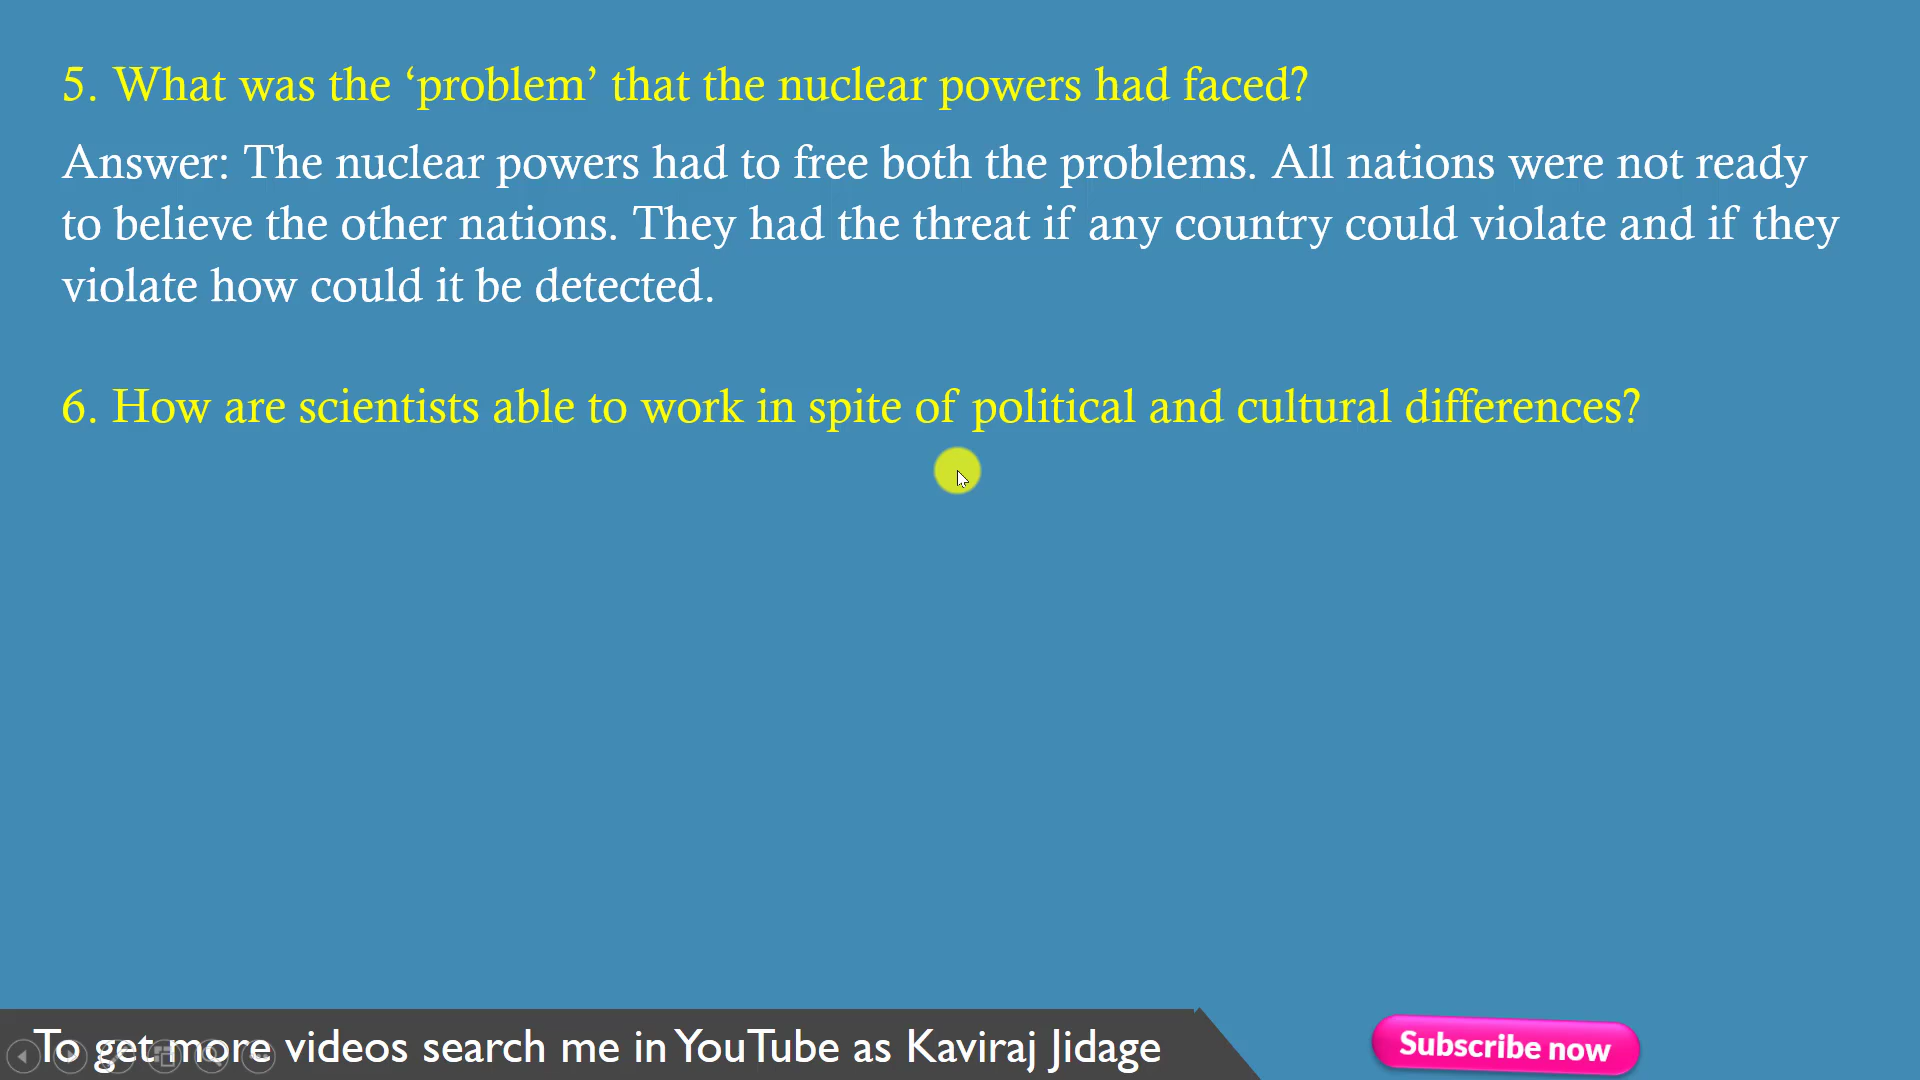 5. What was the ‘problem’ that the nuclear powers had faced?
Answer: The nuclear powers had to free both the problems. All nations were not ready
to believe the other nations. They had the threat if any country could violate and if they
violate how could it be detected.
6. How are scientists able to work in spite of political and cultural differences?
To get more videos search me in YouTube as Kaviraj Jidage
Subscribe now